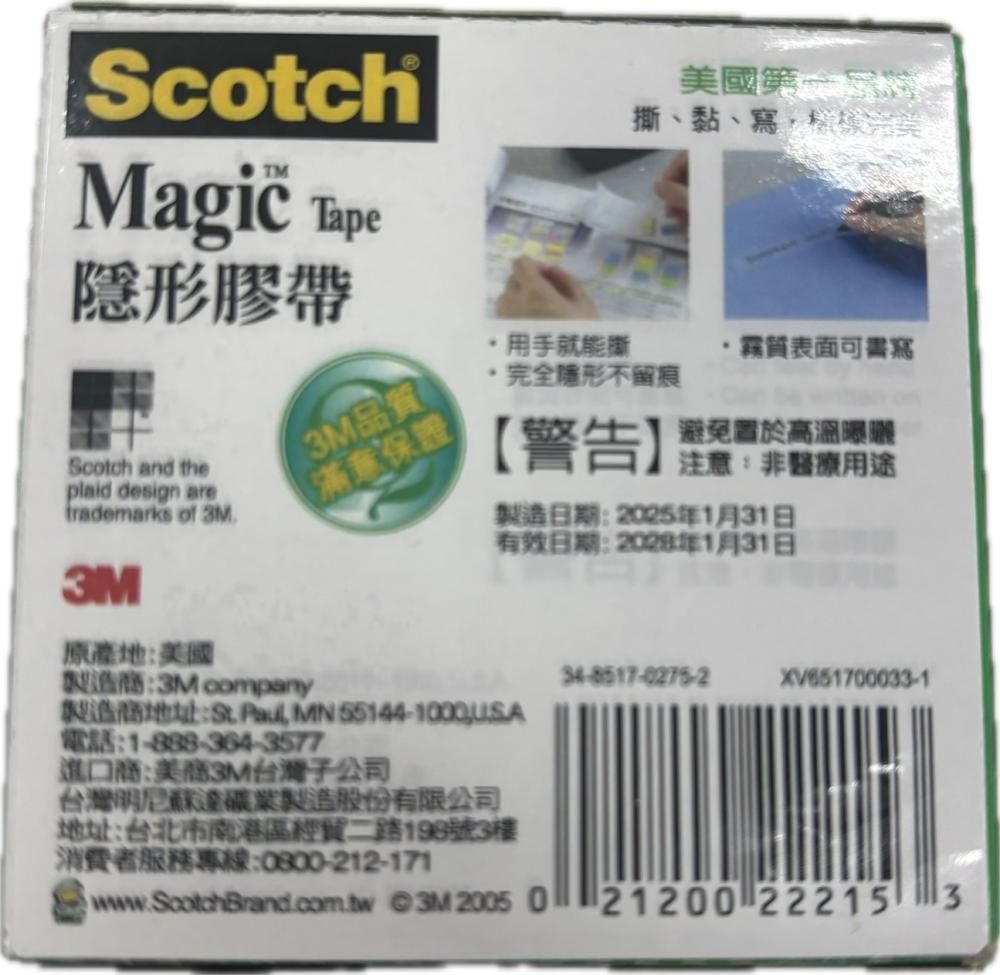 Scotch®
Magic™ Tape
隱形膠帶
Scotch and the
plaid design are
trademarks of 3M.
3M品質
滿意保證
3M
美國第一品牌
撕、黏、寫,樣樣完美
・用手就能撕
・完全隱形不留痕
・霧質表面可書寫
【警告】
避免置於高溫曝曬
注意:非醫療用途
製造日期: 2025年1月31日
有效日期: 2028年1月31日
原產地:美國
製造商:3M company
製造商地址:St. Paul, MN 55144-1000,U.S.A
電話:1-888-364-3577
進口商:美商3M台灣子公司
台灣明尼蘇達礦業製造股份有限公司
地址:台北市南港區經貿二路198號3樓
消費者服務專線:0800-212-171
www.ScotchBrand.com.tw © 3M 2005
34-8517-0275-2 XV651700033-1
0 21200 22215 3